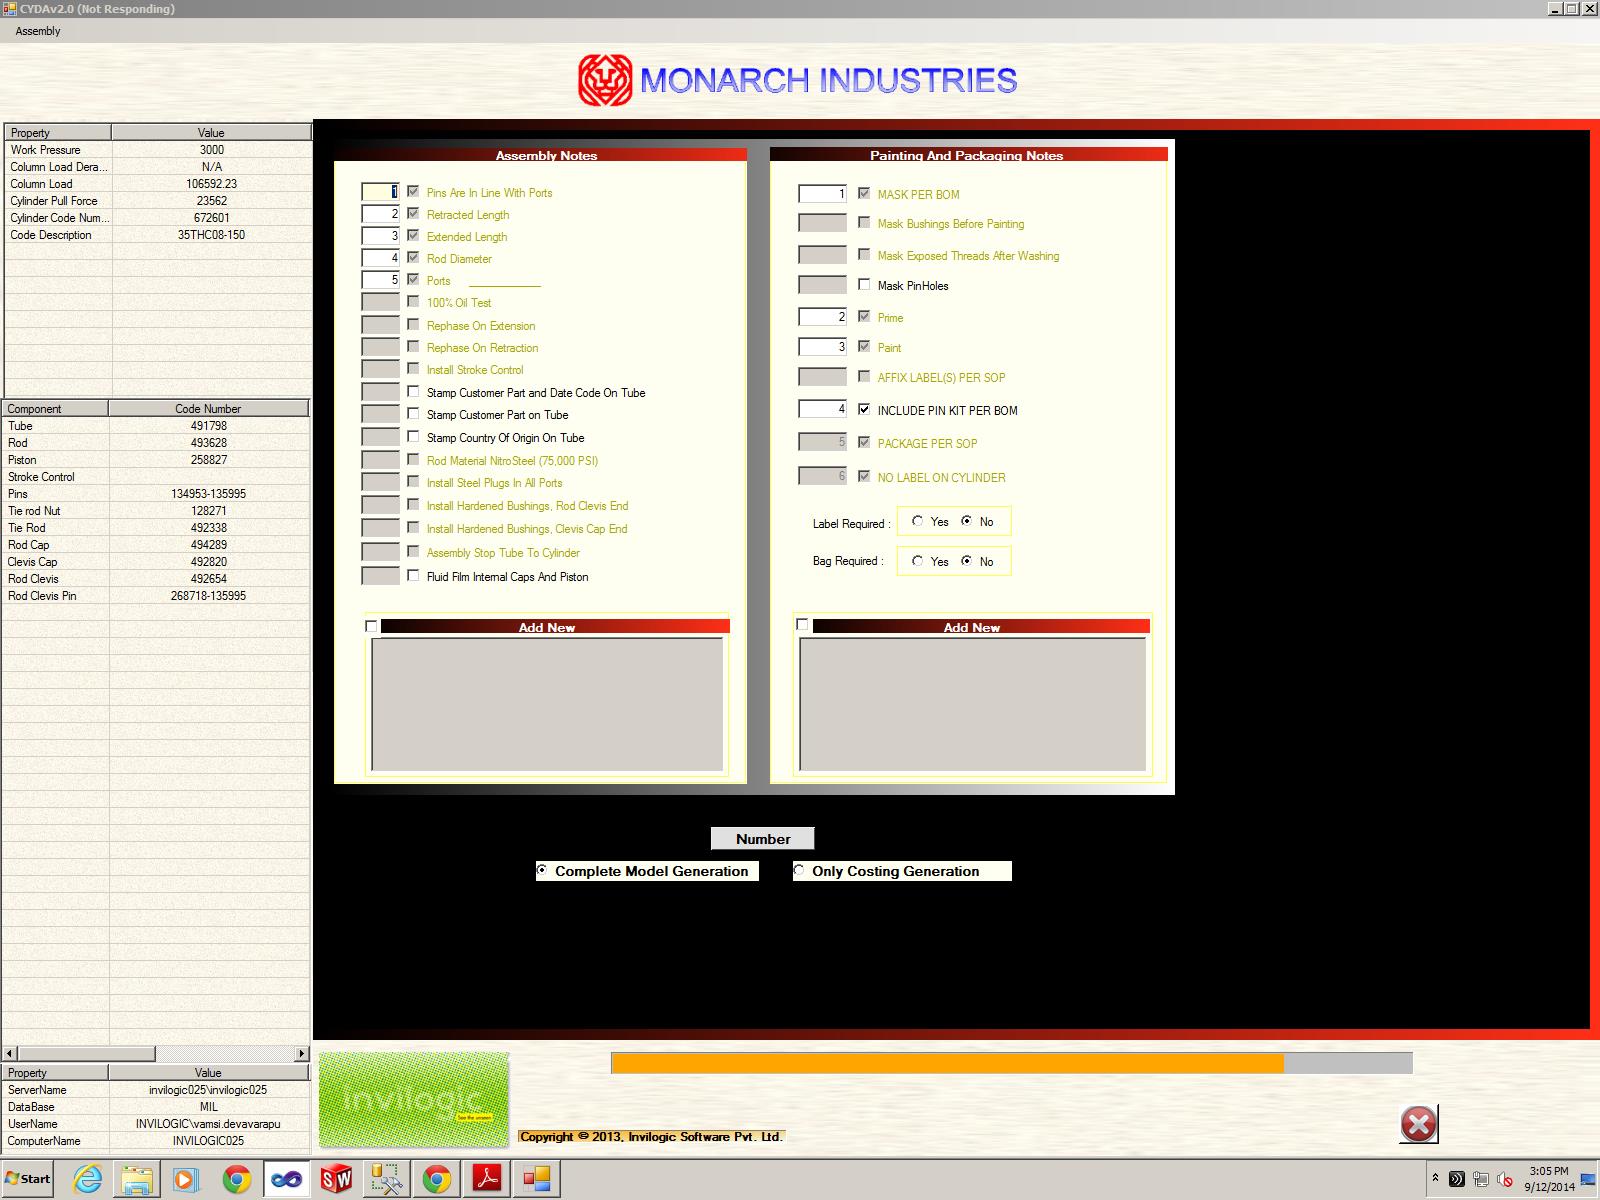 CYDAv2.0 (Not Responding)
Assembly
MONARCH INDUSTRIES
Property Value
Work Pressure 3000
Column Load Dera... N/A
Column Load 106592.23
Cylinder Pull Force 23562
Cylinder Code Num... 672601
Code Description 35THC08-150
Component Code Number
Tube 491798
Rod 493628
Piston 258827
Stroke Control
Pins 134953-135995
Tie rod Nut 128271
Tie Rod 492338
Rod Cap 494289
Clevis Cap 492820
Rod Clevis 492654
Rod Clevis Pin 268718-135995
Property Value
ServerName invilogic025\invilogic025
DataBase MIL
UserName INVILOGIC\vamsi.devavarapu
ComputerName INVILOGIC025
Assembly Notes
1 Pins Are In Line With Ports
2 Retracted Length
3 Extended Length
4 Rod Diameter
5 Ports
100% Oil Test
Rephase On Extension
Rephase On Retraction
Install Stroke Control
Stamp Customer Part and Date Code On Tube
Stamp Customer Part on Tube
Stamp Country Of Origin On Tube
Rod Material NitroSteel (75,000 PSI)
Install Steel Plugs In All Ports
Install Hardened Bushings, Rod Clevis End
Install Hardened Bushings, Clevis Cap End
Assembly Stop Tube To Cylinder
Fluid Film Internal Caps And Piston
Add New
Painting And Packaging Notes
1 MASK PER BOM
Mask Bushings Before Painting
Mask Exposed Threads After Washing
Mask PinHoles
2 Prime
3 Paint
AFFIX LABEL(S) PER SOP
4 INCLUDE PIN KIT PER BOM
5 PACKAGE PER SOP
6 NO LABEL ON CYLINDER
Label Required : Yes No
Bag Required : Yes No
Add New
Number
Complete Model Generation Only Costing Generation
invilogic
See the unseen
Copyright © 2013, Invilogic Software Pvt. Ltd.
Start
SW
3:05 PM
9/12/2014